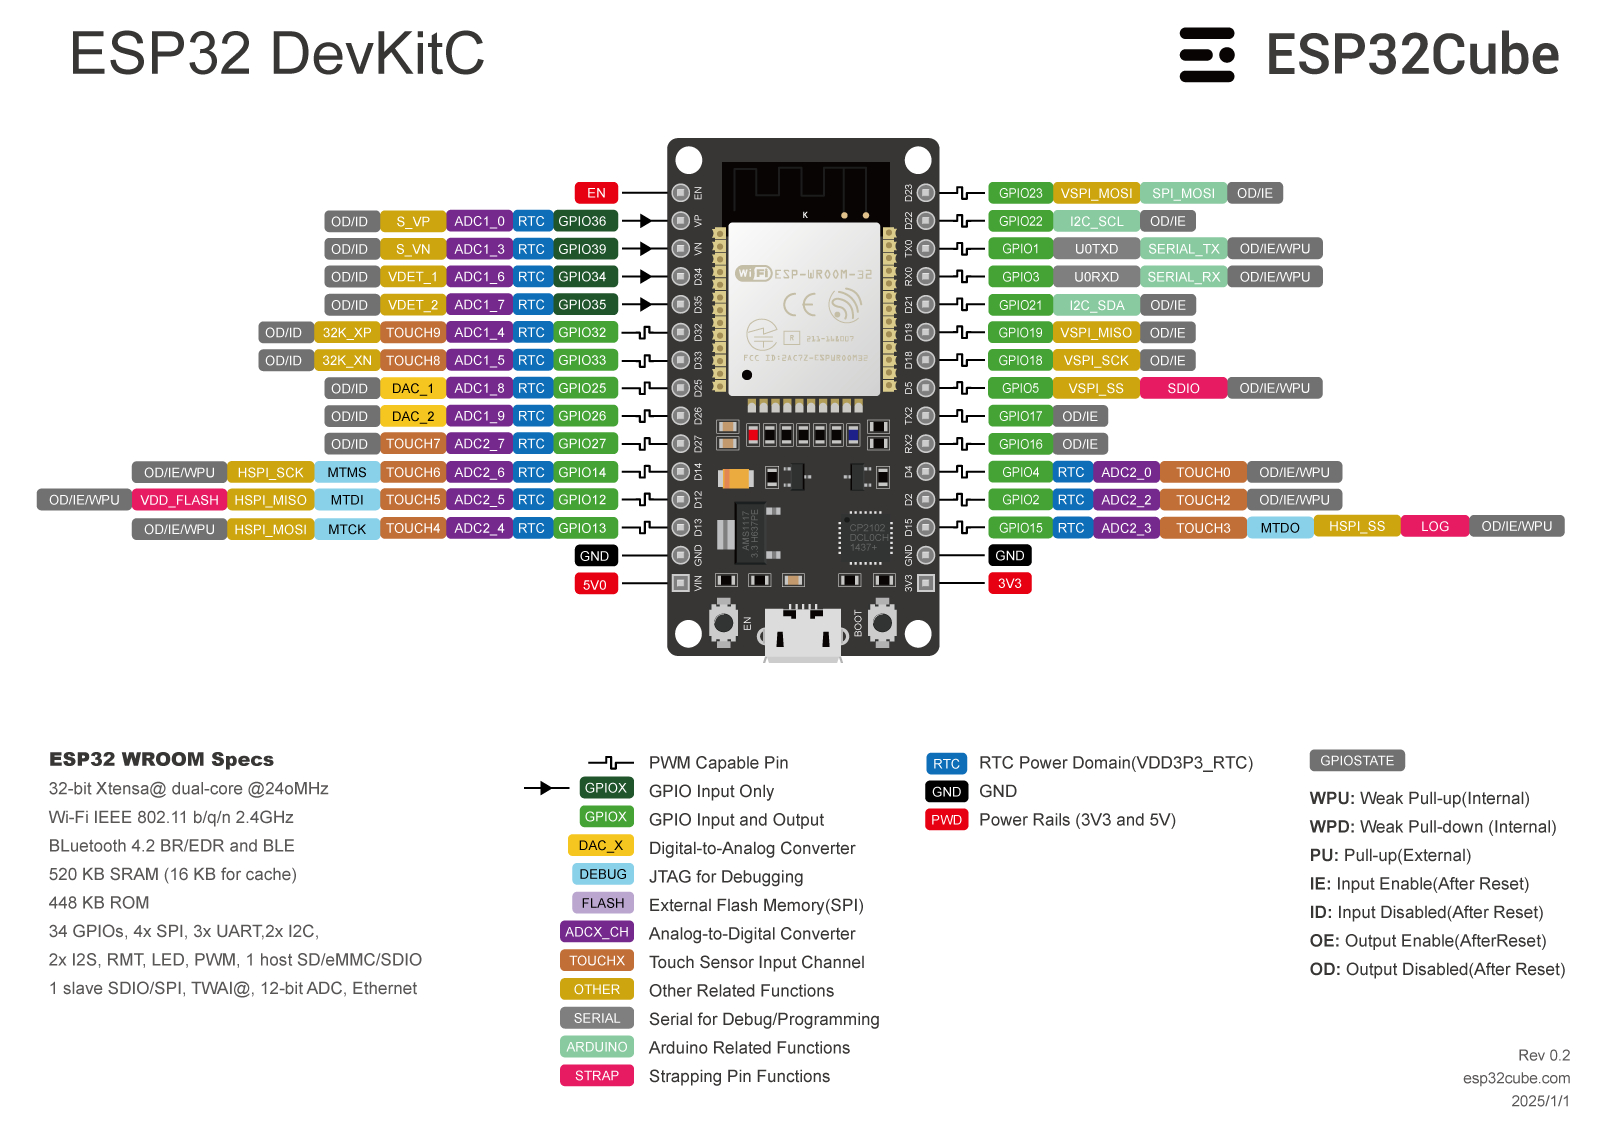 ESP32 DevKitC
ESP32Cube
EN
OD/ID S_VP ADC1_0 RTC GPIO36
OD/ID S_VN ADC1_3 RTC GPIO39
OD/ID VDET_1 ADC1_6 RTC GPIO34
OD/ID VDET_2 ADC1_7 RTC GPIO35
OD/ID 32K_XP TOUCH9 ADC1_4 RTC GPIO32
OD/ID 32K_XN TOUCH8 ADC1_5 RTC GPIO33
OD/ID DAC_1 ADC1_8 RTC GPIO25
OD/ID DAC_2 ADC1_9 RTC GPIO26
OD/ID TOUCH7 ADC2_7 RTC GPIO27
OD/IE/WPU HSPI_SCK MTMS TOUCH6 ADC2_6 RTC GPIO14
OD/IE/WPU VDD_FLASH HSPI_MISO MTDI TOUCH5 ADC2_5 RTC GPIO12
OD/IE/WPU HSPI_MOSI MTCK TOUCH4 ADC2_4 RTC GPIO13
GND
5V0
EN
VP
VN
D34
D35
D32
D33
D25
D26
D27
D14
D12
D13
GND
VIN
K
WiFi ESP-WROOM-32
CE
R 211-161007
FCC ID:2AC7Z-ESPWROOM32
AMS1117
3.3 H637PE
CP2102
DCL0CH
1437+
EN
BOOT
D23
D22
TX0
RX0
D21
D19
D18
D5
TX2
RX2
D4
D2
D15
GND
3V3
GPIO23 VSPI_MOSI SPI_MOSI OD/IE
GPIO22 I2C_SCL OD/IE
GPIO1 U0TXD SERIAL_TX OD/IE/WPU
GPIO3 U0RXD SERIAL_RX OD/IE/WPU
GPIO21 I2C_SDA OD/IE
GPIO19 VSPI_MISO OD/IE
GPIO18 VSPI_SCK OD/IE
GPIO5 VSPI_SS SDIO OD/IE/WPU
GPIO17 OD/IE
GPIO16 OD/IE
GPIO4 RTC ADC2_0 TOUCH0 OD/IE/WPU
GPIO2 RTC ADC2_2 TOUCH2 OD/IE/WPU
GPIO15 RTC ADC2_3 TOUCH3 MTDO HSPI_SS LOG OD/IE/WPU
GND
3V3
ESP32 WROOM Specs
32-bit Xtensa@ dual-core @24oMHz
Wi-Fi IEEE 802.11 b/q/n 2.4GHz
BLuetooth 4.2 BR/EDR and BLE
520 KB SRAM (16 KB for cache)
448 KB ROM
34 GPIOs, 4x SPI, 3x UART,2x I2C,
2x I2S, RMT, LED, PWM, 1 host SD/eMMC/SDIO
1 slave SDIO/SPI, TWAI@, 12-bit ADC, Ethernet
PWM Capable Pin
GPIOX GPIO Input Only
GPIOX GPIO Input and Output
DAC_X Digital-to-Analog Converter
DEBUG JTAG for Debugging
FLASH External Flash Memory(SPI)
ADCX_CH Analog-to-Digital Converter
TOUCHX Touch Sensor Input Channel
OTHER Other Related Functions
SERIAL Serial for Debug/Programming
ARDUINO Arduino Related Functions
STRAP Strapping Pin Functions
RTC RTC Power Domain(VDD3P3_RTC)
GND GND
PWD Power Rails (3V3 and 5V)
GPIOSTATE
WPU: Weak Pull-up(Internal)
WPD: Weak Pull-down (Internal)
PU: Pull-up(External)
IE: Input Enable(After Reset)
ID: Input Disabled(After Reset)
OE: Output Enable(AfterReset)
OD: Output Disabled(After Reset)
Rev 0.2
esp32cube.com
2025/1/1